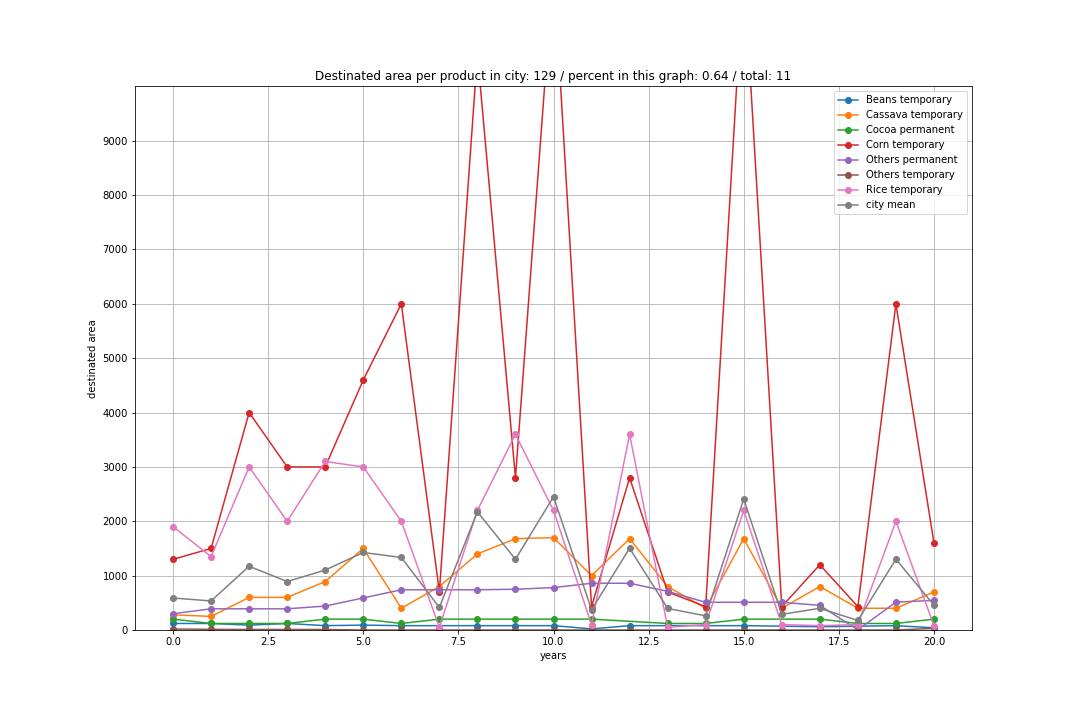 Destinated area per product in city: 129 / percent in this graph: 0.64 / total: 11
Beans temporary
Cassava temporary
Cocoa permanent
Corn temporary
Others permanent
Others temporary
Rice temporary
city mean
9000
8000
7000
6000
5000
4000
3000
2000
1000
0
destinated area
0.0 2.5 5.0 7.5 10.0 12.5 15.0 17.5 20.0
years